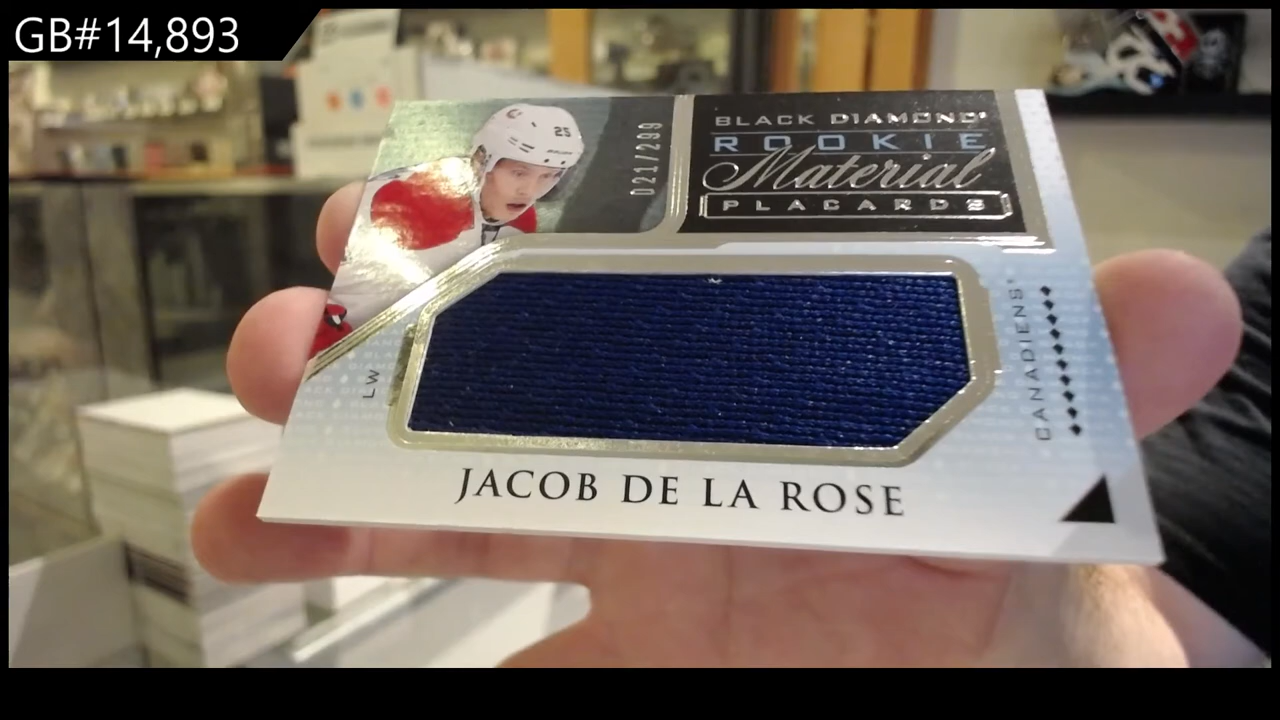 GB#14,893
25
021/299
BLACK DIAMOND
ROOKIE
Material
PLACARDS
LW
CANADIENS
JACOB DE LA ROSE